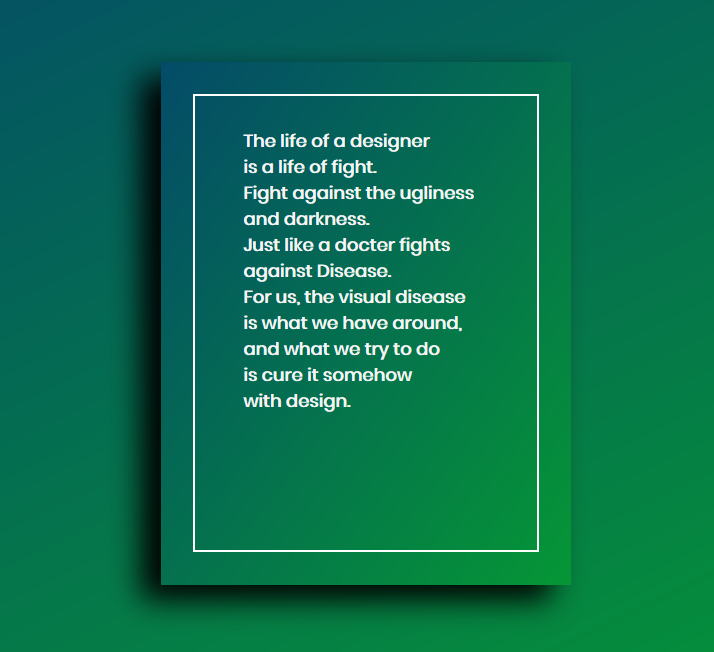 The life of a designer
is a life of fight.
Fight against the ugliness
and darkness.
Just like a docter fights
against Disease.
For us, the visual disease
is what we have around,
and what we try to do
is cure it somehow
with design.